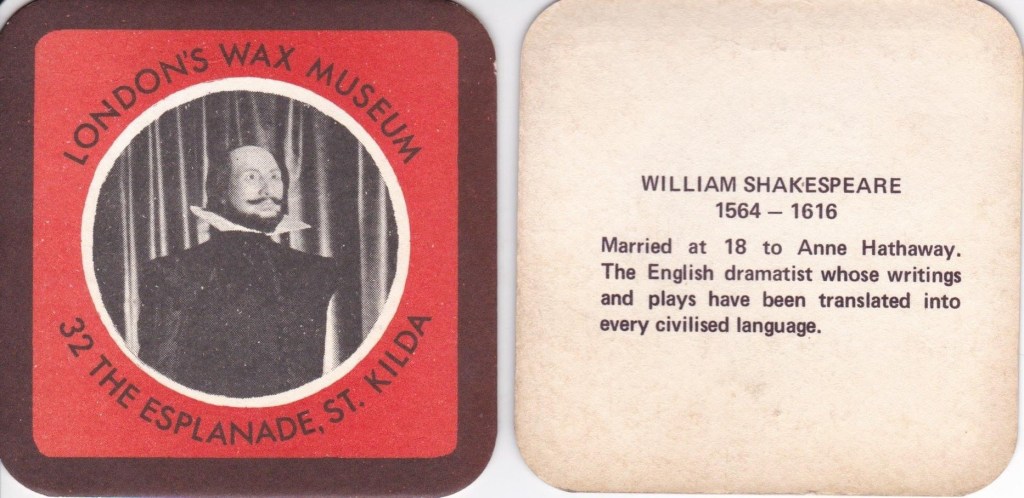 LONDON'S WAX MUSEUM
32 THE ESPLANADE, ST. KILDA
WILLIAM SHAKESPEARE
1564 – 1616
Married at 18 to Anne Hathaway.
The English dramatist whose writings
and plays have been translated into
every civilised language.